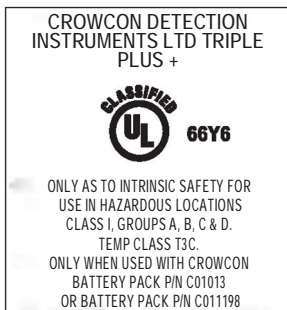 CROWCON DETECTION
INSTRUMENTS LTD TRIPLE
PLUS +
CLASSIFIED
UL
66Y6
ONLY AS TO INTRINSIC SAFETY FOR
USE IN HAZARDOUS LOCATIONS
CLASS I, GROUPS A, B, C & D.
TEMP CLASS T3C.
ONLY WHEN USED WITH CROWCON
BATTERY PACK P/N C01013
OR BATTERY PACK P/N C011198